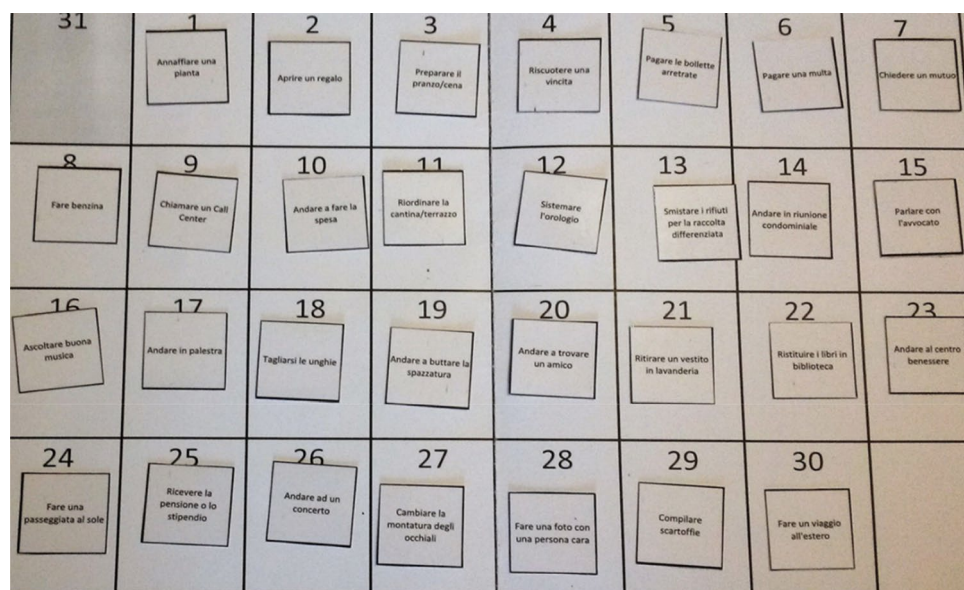 31
1
2
3
4
5
6
7
Annaffiare una
pianta
Aprire un regalo
Preparare il
pranzo/cena
Riscuotere una
vincita
Pagare le bollette
arretrate
Pagare una multa
Chiedere un mutuo
8
9
10
11
12
13
14
15
Fare benzina
Chiamare un Call
Center
Andare a fare la
spesa
Riordinare la
cantina/terrazzo
Sistemare
l'orologio
Smistare i rifiuti
per la raccolta
differenziata
Andare in riunione
condominiale
Parlare con
l'avvocato
16
17
18
19
20
21
22
23
Ascoltare buona
musica
Andare in palestra
Tagliarsi le unghie
Andare a buttare la
spazzatura
Andare a trovare
un amico
Ritirare un vestito
in lavanderia
Ristituire i libri in
biblioteca
Andare al centro
benessere
24
25
26
27
28
29
30
Fare una
passeggiata al sole
Ricevere la
pensione o lo
stipendio
Andare ad un
concerto
Cambiare la
montatura degli
occhiali
Fare una foto con
una persona cara
Compilare
scartoffie
Fare un viaggio
all'estero